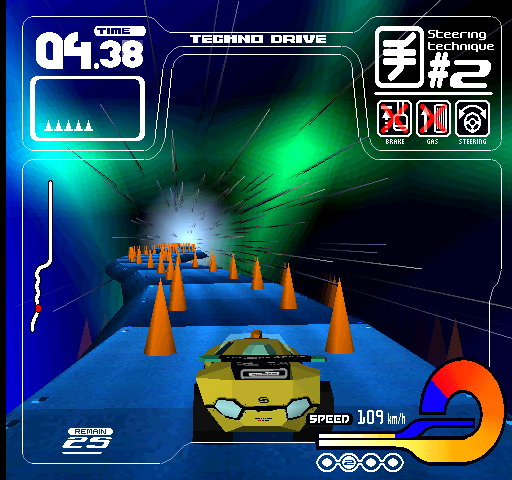 TIME
04.38
TECHNO DRIVE
手
Steering
technique
#2
BRAKE
GAS
STEERING
REMAIN
25
SPEED 109 km/h